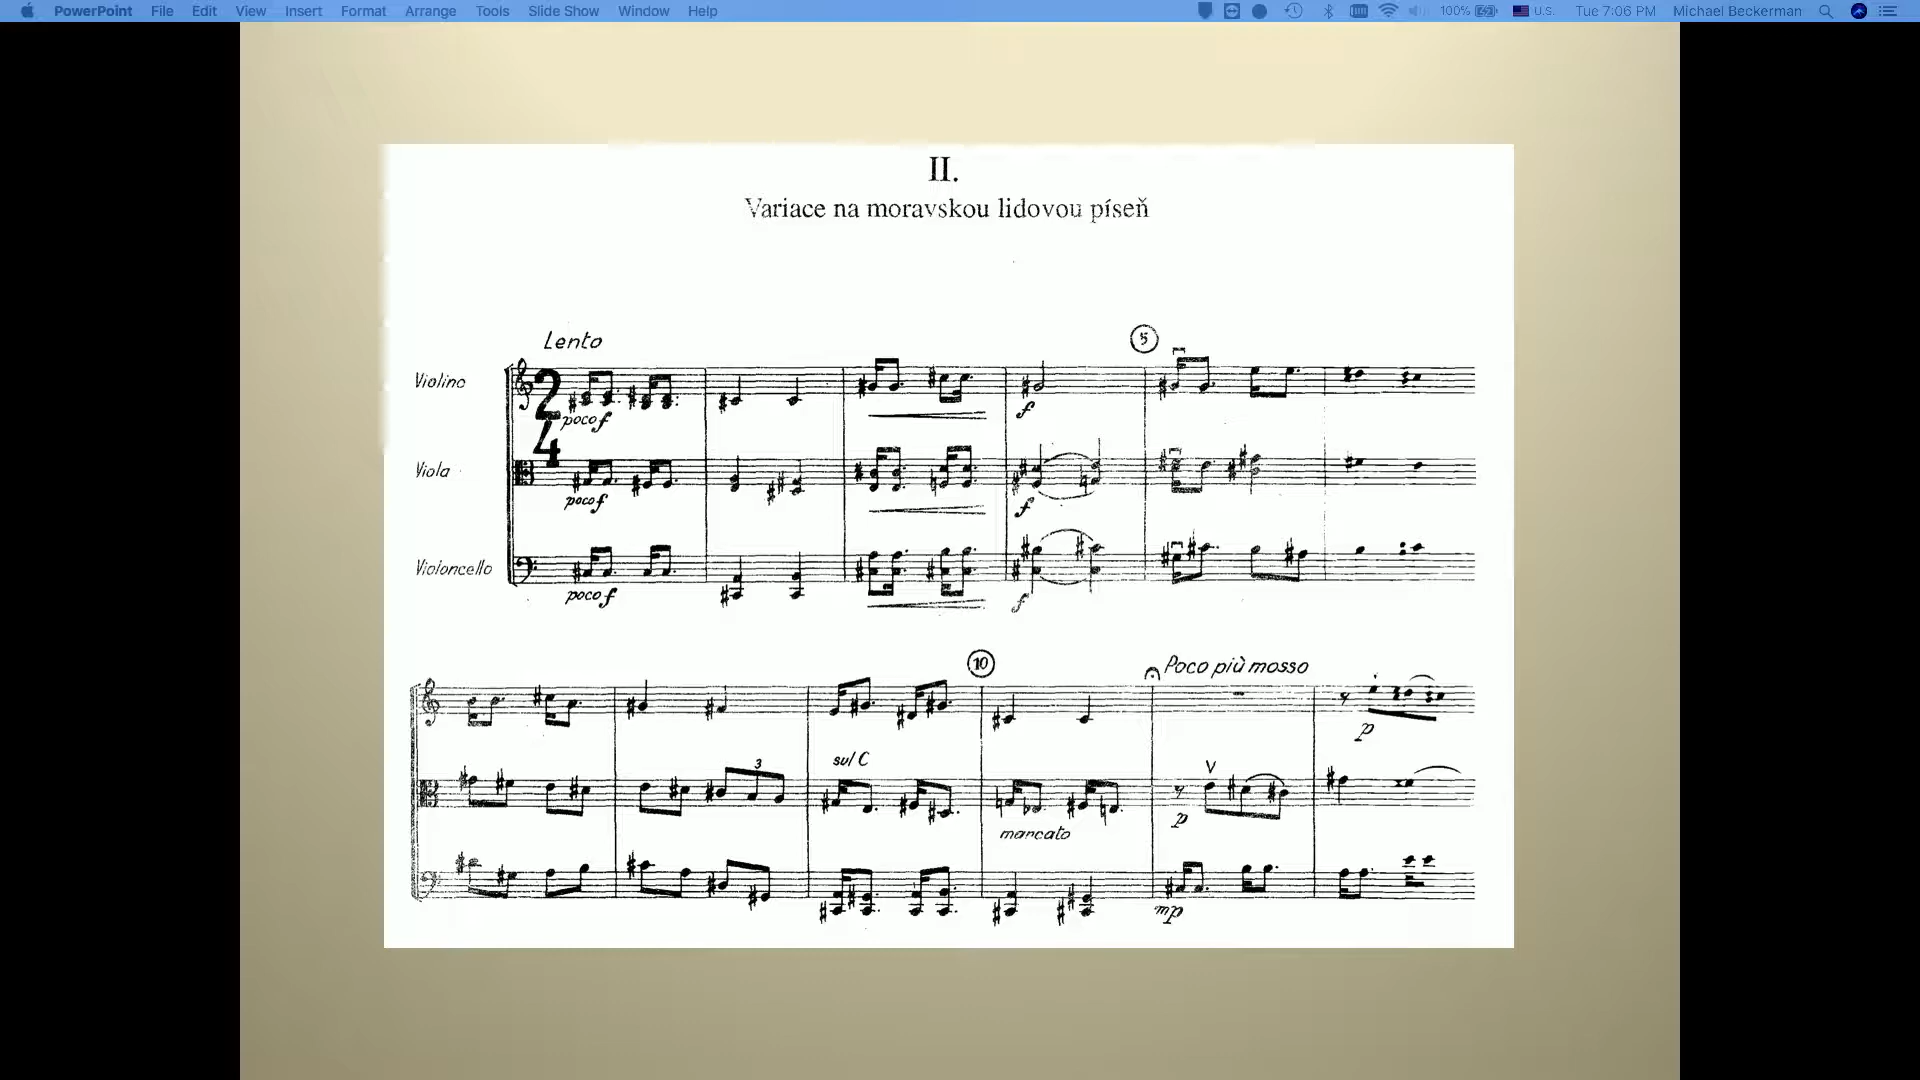 PowerPoint File Edit View Insert Format Arrange Tools Slide Show Window Help 100% U.S. Tue 7:06 PM Michael Beckerman
II.
Variace na moravskou lidovou píseň
Lento
5
Violino
2
4
poco f
f
Viola
poco f
f
Violoncello
poco f
f
10
Poco più mosso
p
sul C
3
V
marcato
p
mp